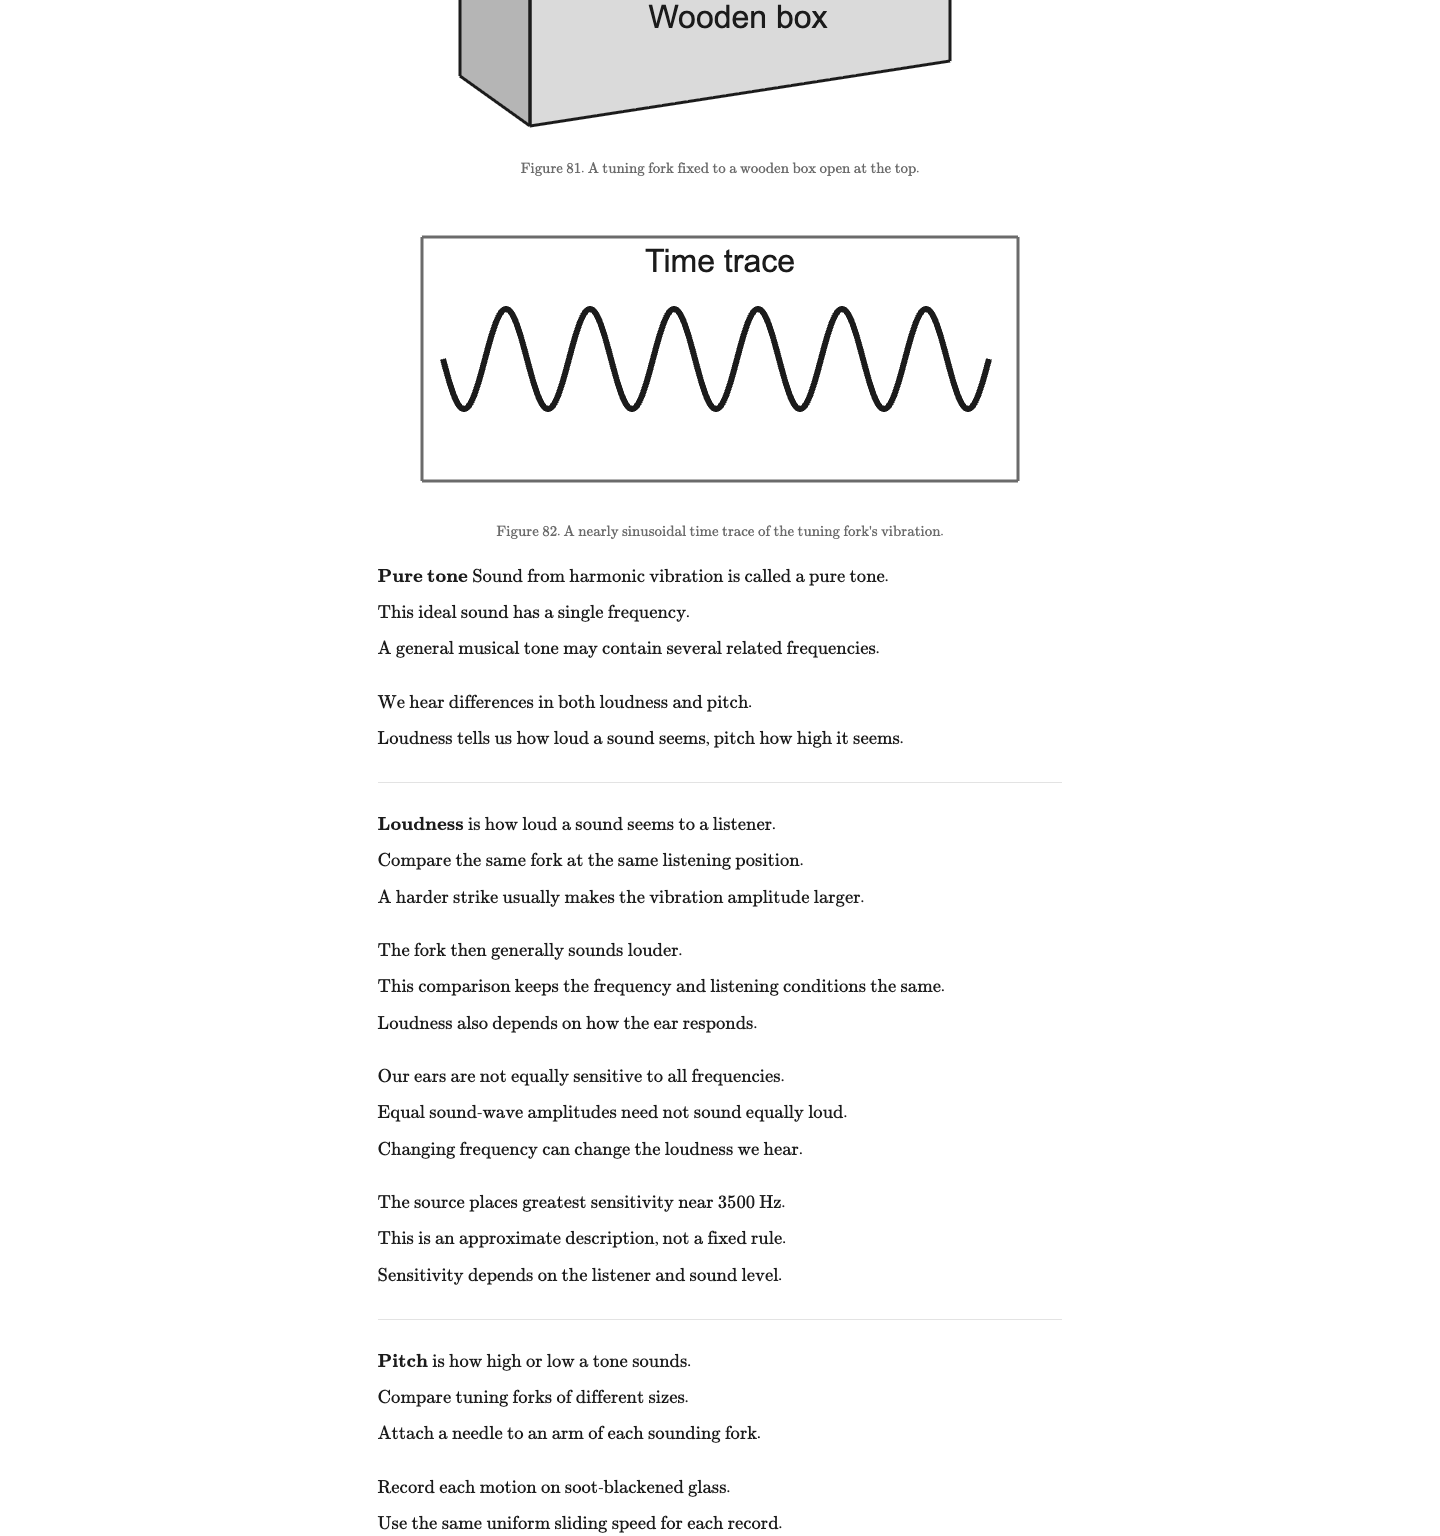 Wooden box
Figure 81. A tuning fork fixed to a wooden box open at the top.
Time trace
Figure 82. A nearly sinusoidal time trace of the tuning fork's vibration.
Pure tone Sound from harmonic vibration is called a pure tone.
This ideal sound has a single frequency.
A general musical tone may contain several related frequencies.
We hear differences in both loudness and pitch.
Loudness tells us how loud a sound seems, pitch how high it seems.
Loudness is how loud a sound seems to a listener.
Compare the same fork at the same listening position.
A harder strike usually makes the vibration amplitude larger.
The fork then generally sounds louder.
This comparison keeps the frequency and listening conditions the same.
Loudness also depends on how the ear responds.
Our ears are not equally sensitive to all frequencies.
Equal sound-wave amplitudes need not sound equally loud.
Changing frequency can change the loudness we hear.
The source places greatest sensitivity near 3500 Hz.
This is an approximate description, not a fixed rule.
Sensitivity depends on the listener and sound level.
Pitch is how high or low a tone sounds.
Compare tuning forks of different sizes.
Attach a needle to an arm of each sounding fork.
Record each motion on soot-blackened glass.
Use the same uniform sliding speed for each record.